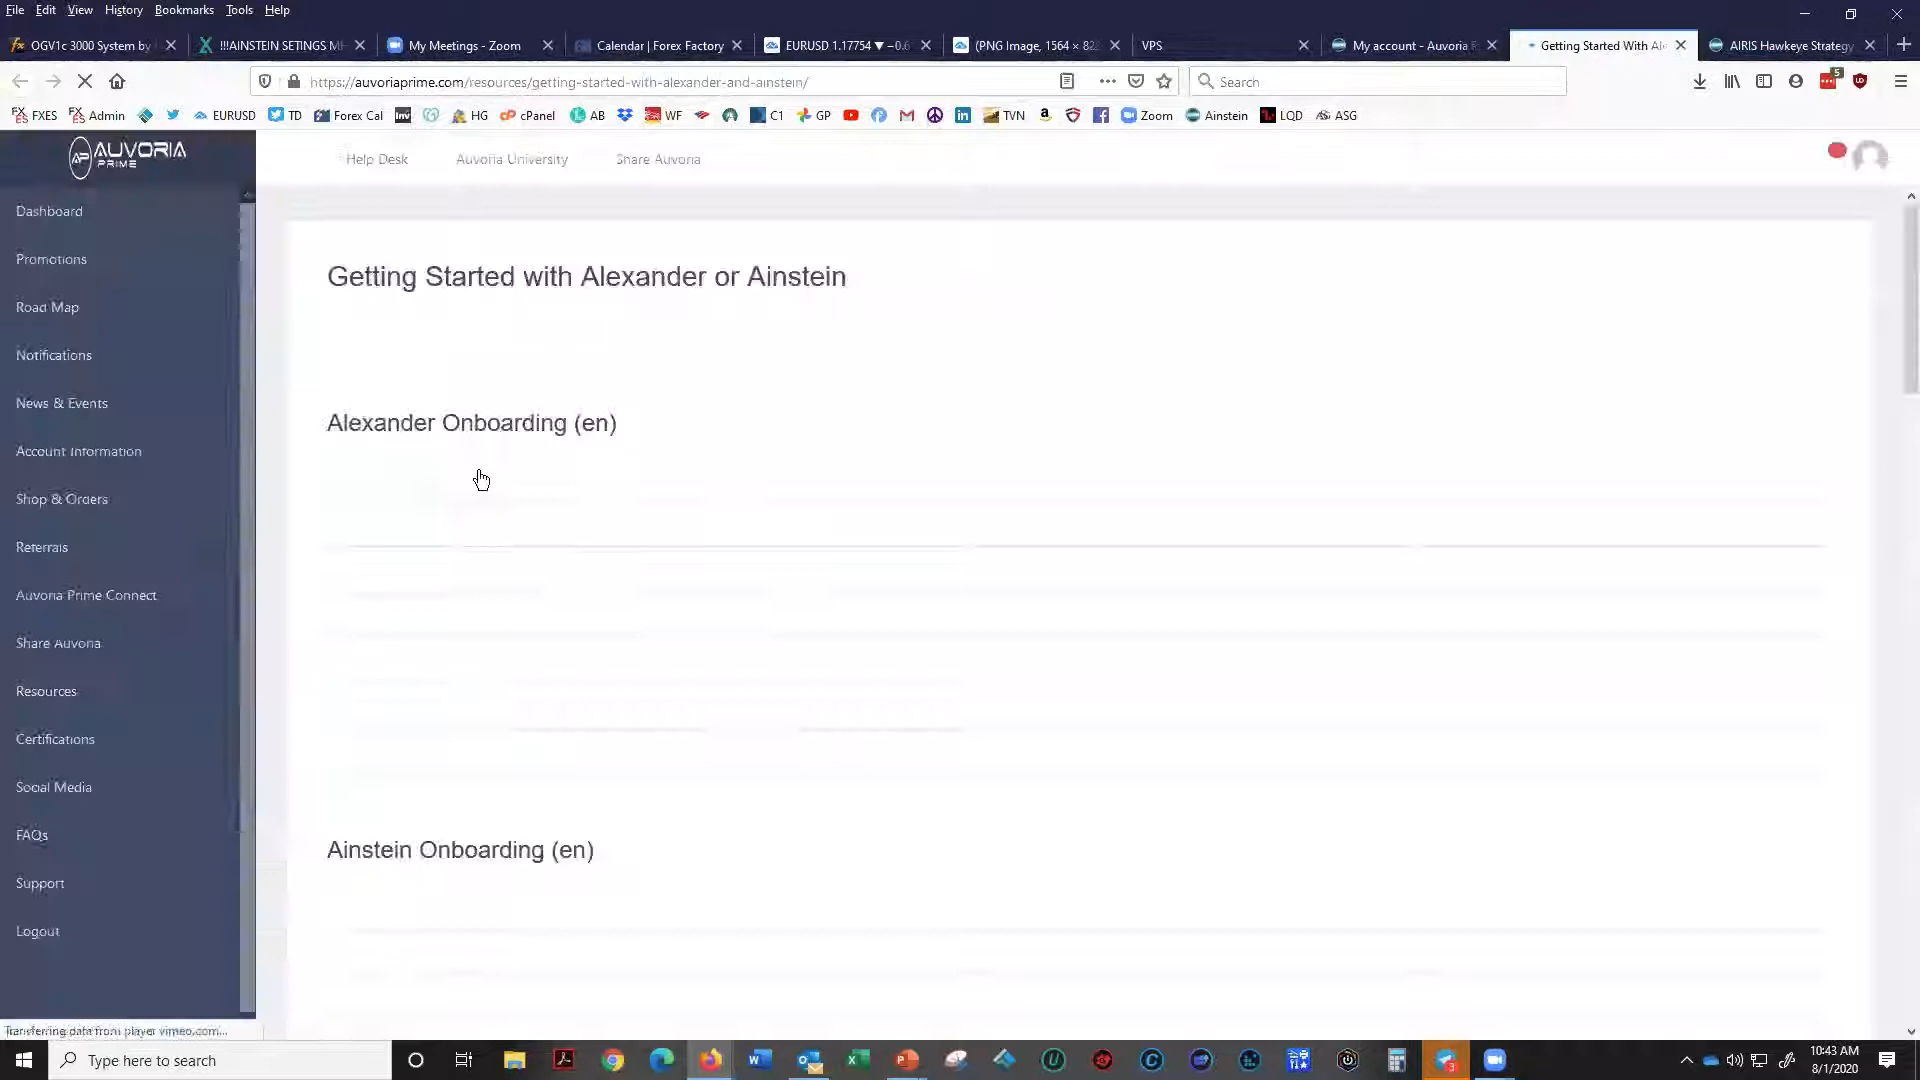 File Edit View History Bookmarks Tools Help
OGV1c 3000 System by
!!!AINSTEIN SETINGS MH
My Meetings - Zoom
Calendar | Forex Factory
EURUSD 1.17754 ▼ −0.6
(PNG Image, 1564 × 82
VPS
My account - Auvoria P
Getting Started With Al
AIRIS Hawkeye Strategy
https://auvoriaprime.com/resources/getting-started-with-alexander-and-ainstein/
Search
5
FXES Admin EURUSD TD Forex Cal Inv HG cPanel AB WF C1 GP TVN Zoom Ainstein LQD ASG
AUVORIA
PRIME
Help Desk Auvoria University Share Auvoria
Dashboard
Promotions
Road Map
Notifications
News & Events
Account Information
Shop & Orders
Referrals
Auvoria Prime Connect
Share Auvoria
Resources
Certifications
Social Media
FAQs
Support
Logout
Getting Started with Alexander or Ainstein
Alexander Onboarding (en)
Ainstein Onboarding (en)
Transferring data from player.vimeo.com...
Type here to search
10:43 AM
8/1/2020